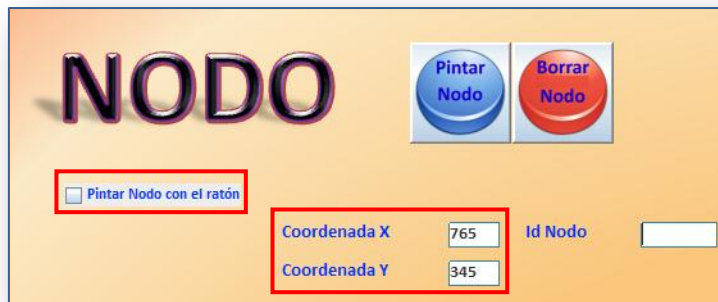 NODO
Pintar Nodo
Borrar Nodo
Pintar Nodo con el ratón
Coordenada X 765 Id Nodo
Coordenada Y 345